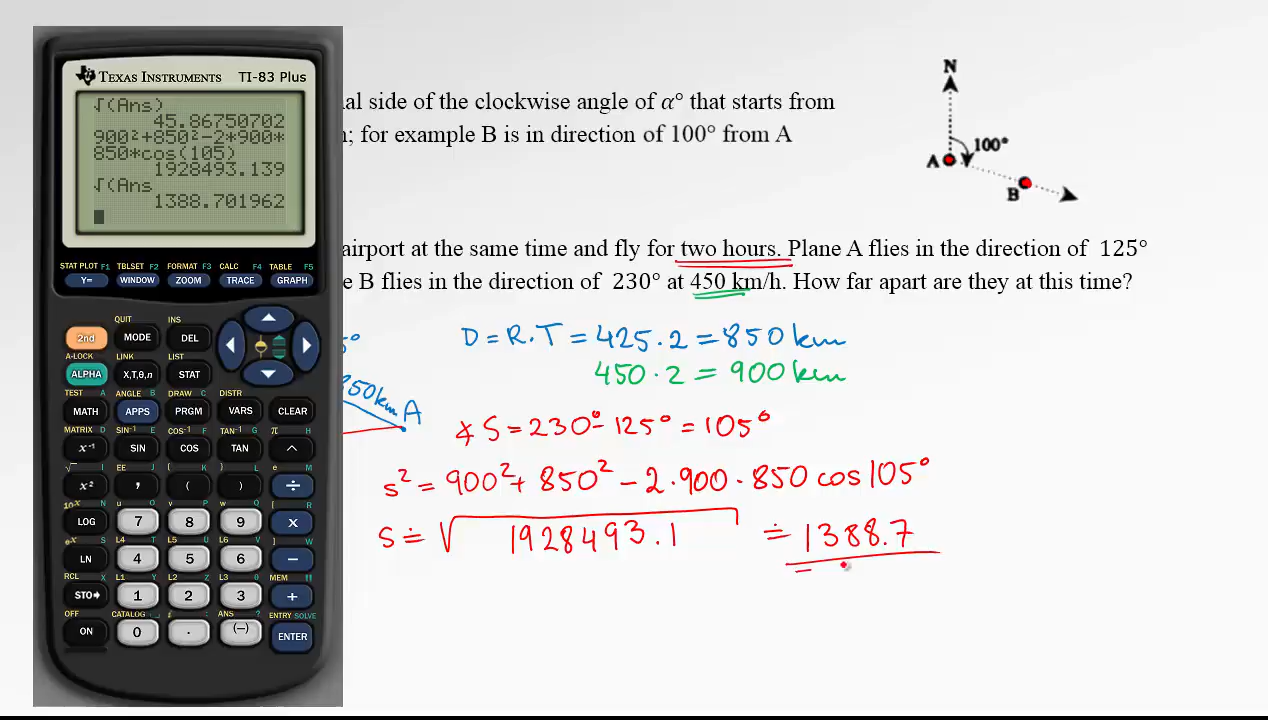 TEXAS INSTRUMENTS TI-83 Plus
√(Ans)
45.86750702
900²+850²-2*900*
850*cos(105)
1928493.139
√(Ans
1388.701962
STAT PLOT F1 TBLSET F2 FORMAT F3 CALC F4 TABLE F5
Y= WINDOW ZOOM TRACE GRAPH
QUIT INS
2nd MODE DEL
A-LOCK LINK LIST
ALPHA X,T,θ,n STAT
TEST A ANGLE B DRAW C DISTR
MATH APPS PRGM VARS CLEAR
MATRIX D SIN⁻¹ E COS⁻¹ F TAN⁻¹ G π H
x⁻¹ SIN COS TAN ^
√ I EE J { K } L e M
x² , ( ) ÷
10ˣ N u O v P w Q [ R
LOG 7 8 9 ×
eˣ S L4 T L5 U L6 V ] W
LN 4 5 6 −
RCL X L1 Y L2 Z L3 θ MEM "
STO➔ 1 2 3 +
OFF CATALOG ␣ i : ANS ? ENTRY SOLVE
ON 0 . (−) ENTER
al side of the clockwise angle of α° that starts from
; for example B is in direction of 100° from A
N
100°
A
B
airport at the same time and fly for two hours. Plane A flies in the direction of 125°
e B flies in the direction of 230° at 450 km/h. How far apart are they at this time?
D = R.T = 425 . 2 = 850 km
450 . 2 = 900 km
5°
850km A
∡ S = 230° - 125° = 105°
s² = 900² + 850² - 2 . 900 . 850 cos 105°
S ≐ √1928493.1 ≐ 1388.7